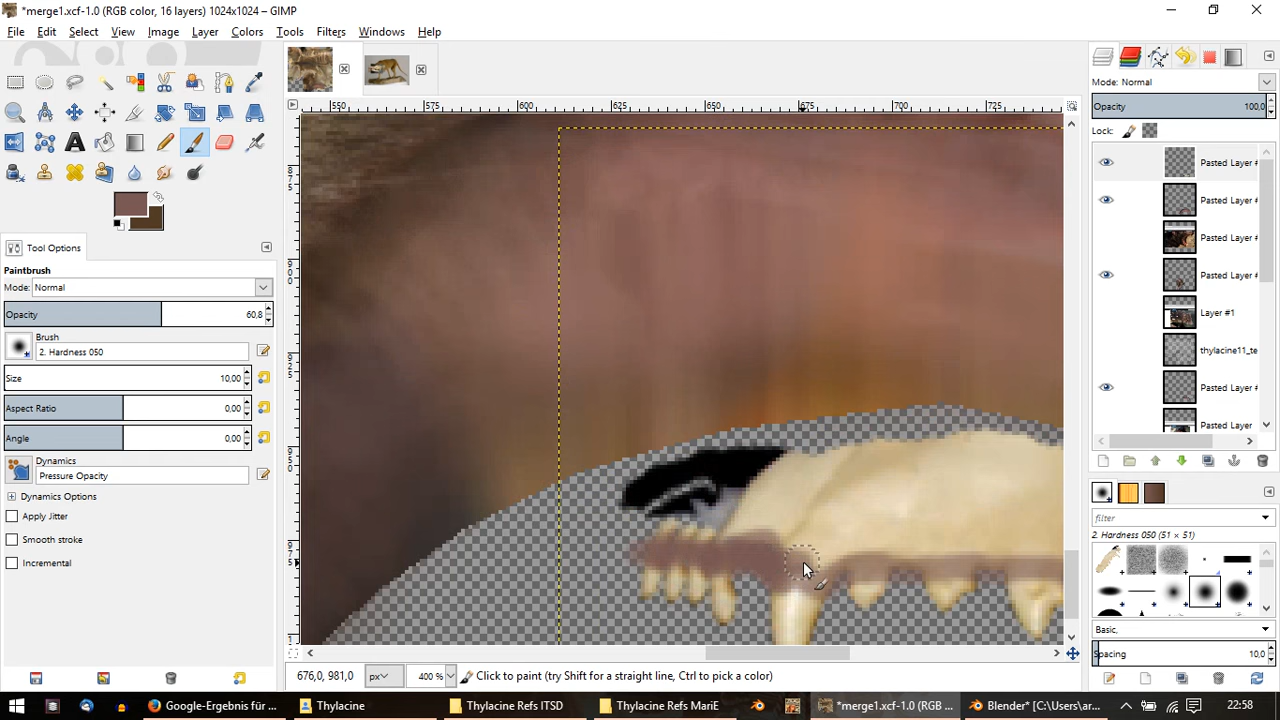 *merge1.xcf-1.0 (RGB color, 16 layers) 1024x1024 – GIMP
File Edit Select View Image Layer Colors Tools Filters Windows Help
Mode: Normal
550 575 600 625 650 675 700 725
Opacity 100,0
Lock:
Pasted Layer #
Pasted Layer #
Pasted Layer #
Pasted Layer #
Layer #1
thylacine11_te
Pasted Layer #
Pasted Layer
Tool Options
Paintbrush
Mode: Normal
Opacity 60,8
Brush
2. Hardness 050
Size 10,00
Aspect Ratio 0,00
Angle 0,00
Dynamics
Pressure Opacity
Dynamics Options
Apply Jitter
Smooth stroke
Incremental
875
900
925
950
975
filter
2. Hardness 050 (51 × 51)
Basic,
Spacing 10,0
676,0, 981,0 px 400 % Click to paint (try Shift for a straight line, Ctrl to pick a color)
Google-Ergebnis für Thylacine Thylacine Refs ITSD Thylacine Refs MariE *merge1.xcf-1.0 (RGB ... Blender* [C:\Users\ar... 22:58